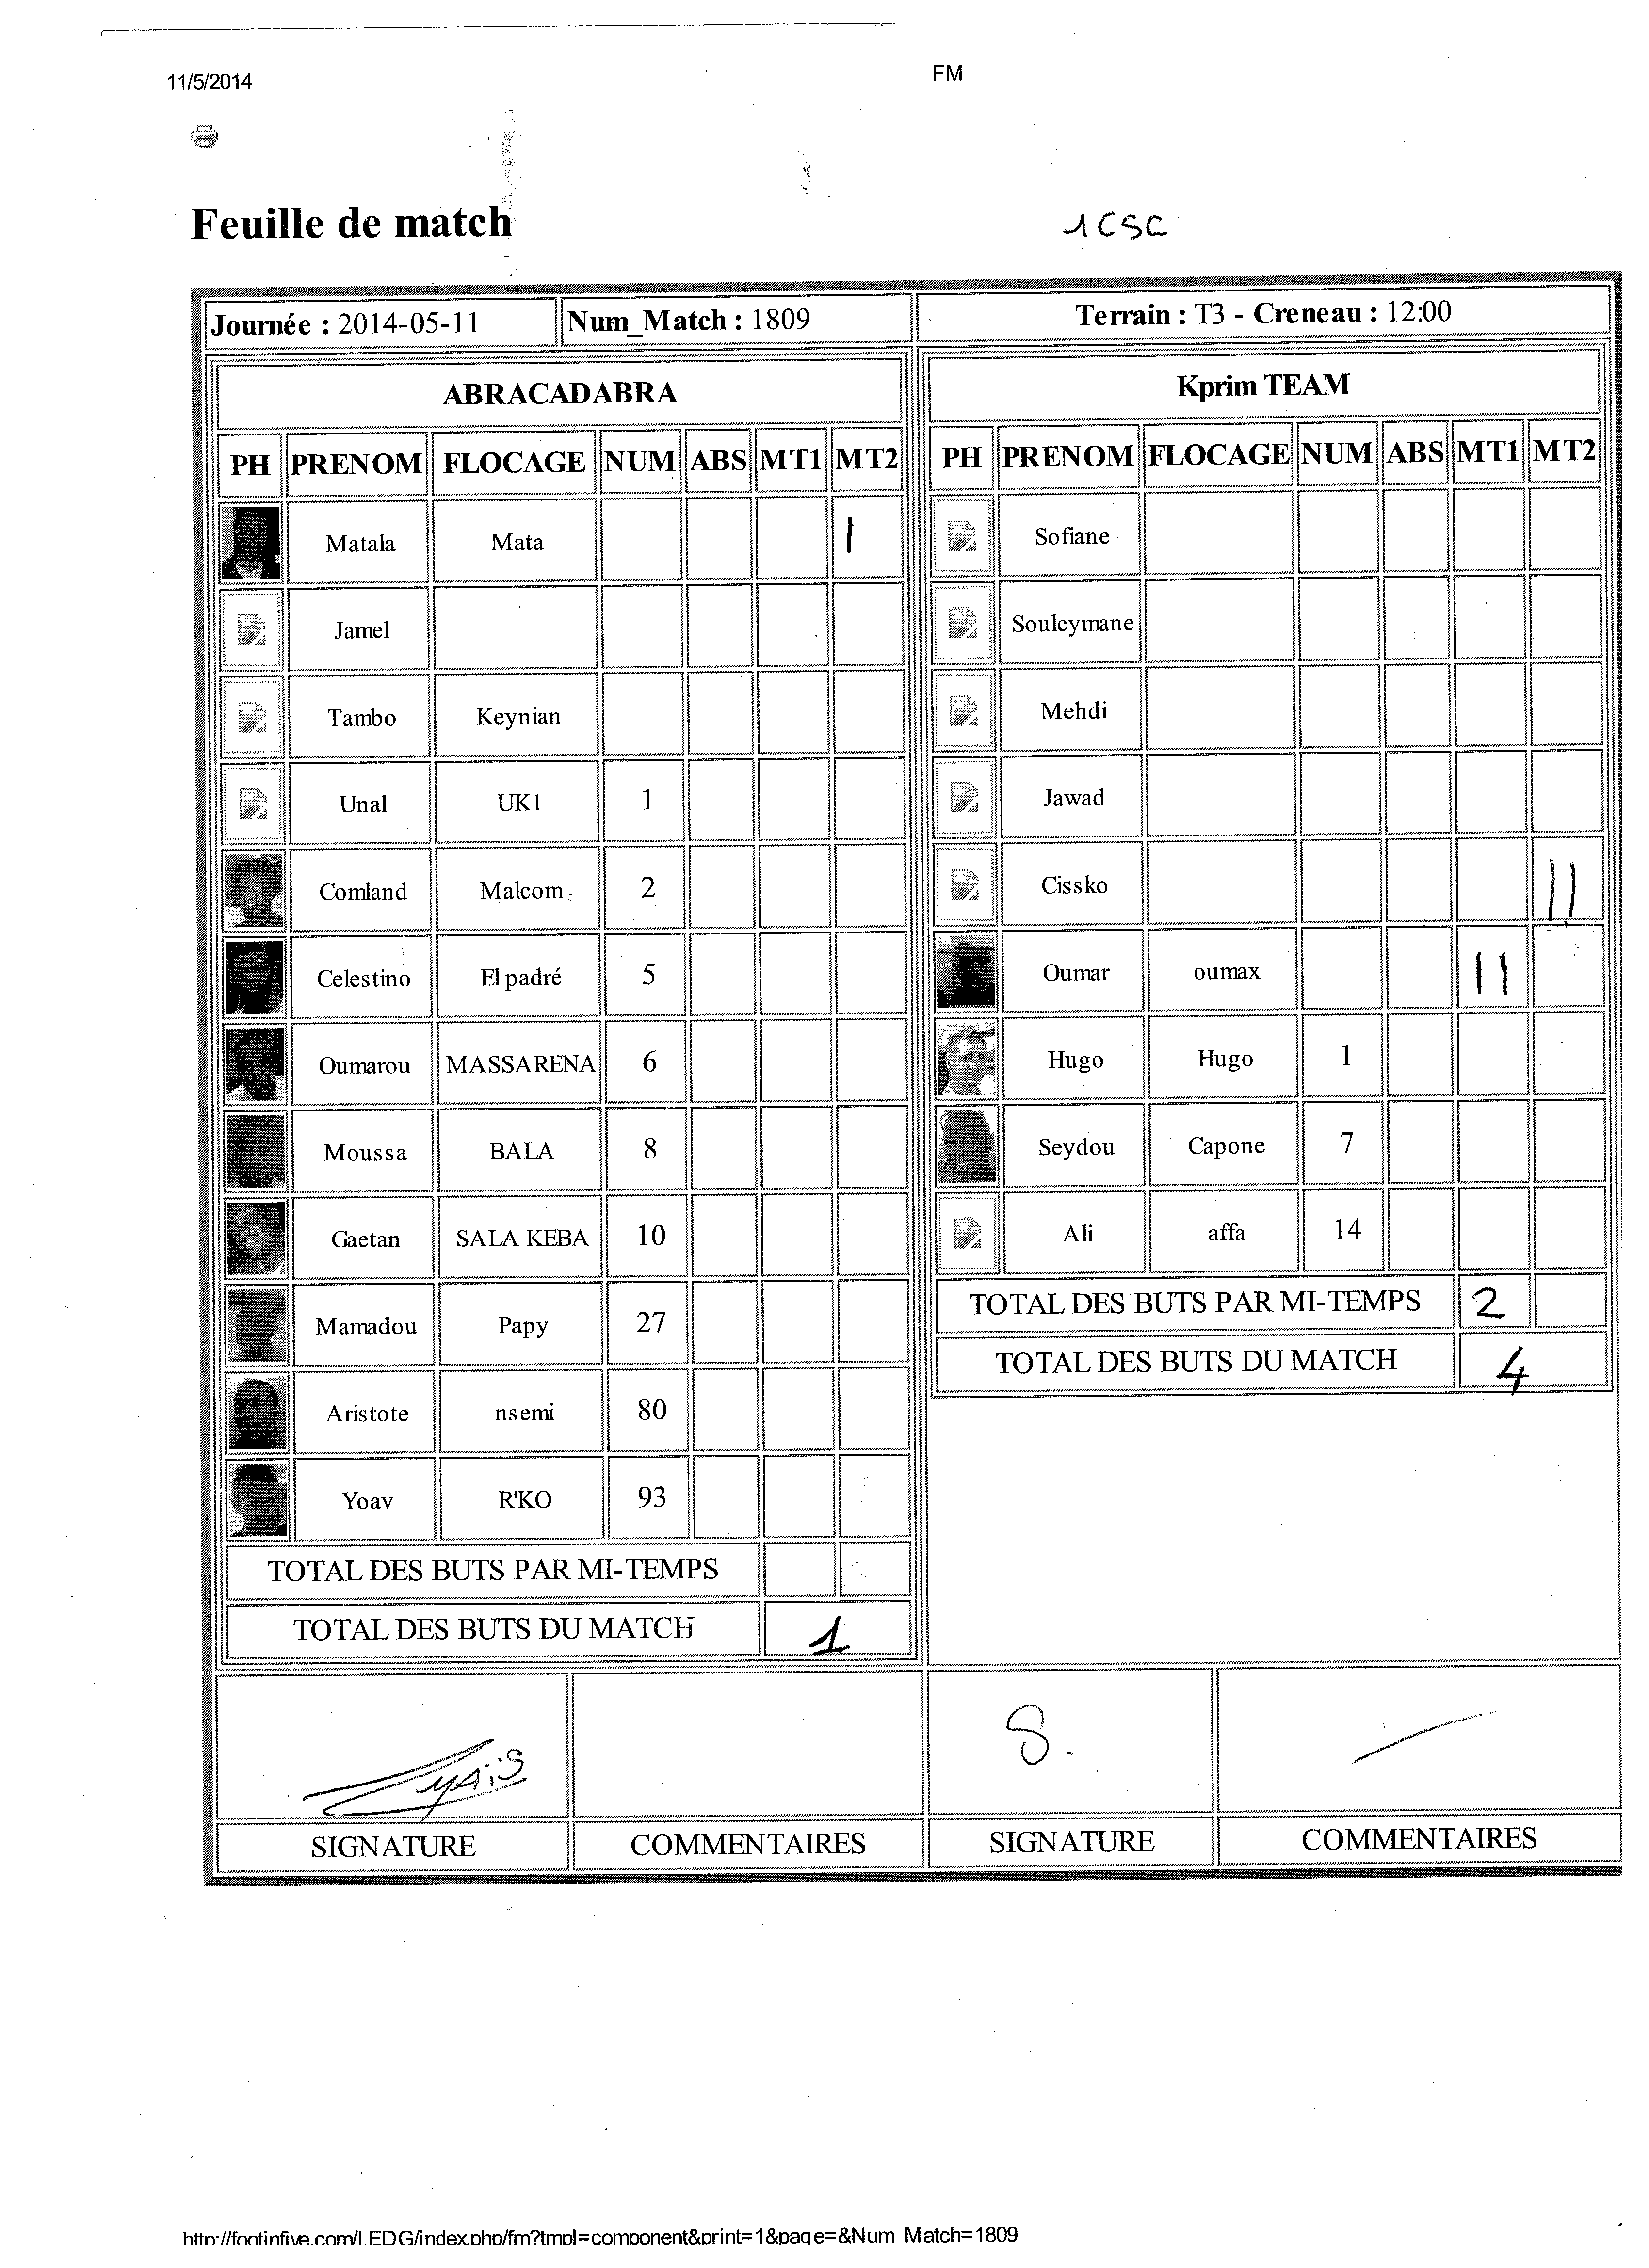 11/5/2014 FM
Feuille de match 1 CSC
Journée : 2014-05-11 Num_Match : 1809 Terrain : T3 - Creneau : 12:00
ABRACADABRA Kprim TEAM
PH PRENOM FLOCAGE NUM ABS MT1 MT2 PH PRENOM FLOCAGE NUM ABS MT1 MT2
Matala Mata | Sofiane
Jamel Souleymane
Tambo Keynian Mehdi
Unal UK1 1 Jawad
Comland Malcom 2 Cissko ||
Celestino El padré 5 Oumar oumax ||
Oumarou MASSARENA 6 Hugo Hugo 1
Moussa BALA 8 Seydou Capone 7
Gaetan SALA KEBA 10 Ali affa 14
Mamadou Papy 27 TOTAL DES BUTS PAR MI-TEMPS 2
TOTAL DES BUTS DU MATCH 4
Aristote nsemi 80
Yoav R'KO 93
TOTAL DES BUTS PAR MI-TEMPS
TOTAL DES BUTS DU MATCH 1
S.
SIGNATURE COMMENTAIRES SIGNATURE COMMENTAIRES
http://footinfive.com/LEDG/index.php/fm?tmpl=component&print=1&page=&Num_Match=1809